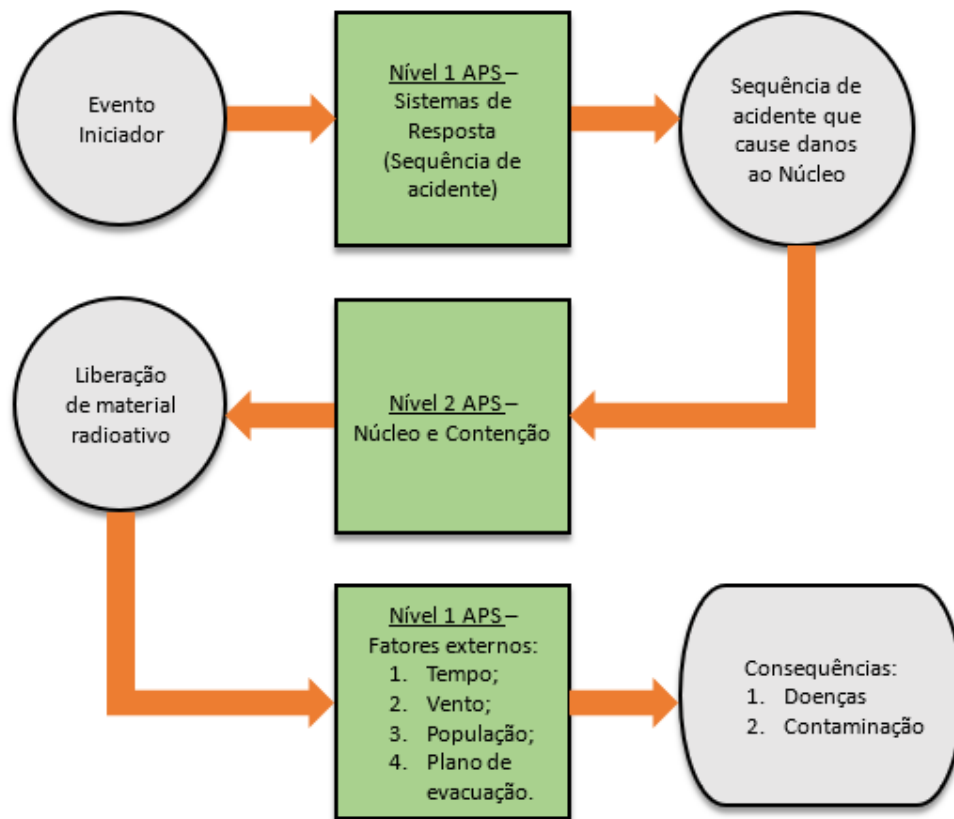 Evento
Iniciador
Nível 1 APS –
Sistemas de
Resposta
(Sequência de
acidente)
Sequência de
acidente que
cause danos
ao Núcleo
Liberação
de material
radioativo
Nível 2 APS –
Núcleo e Contenção
Nível 1 APS –
Fatores externos:
1. Tempo;
2. Vento;
3. População;
4. Plano de
evacuação.
Consequências:
1. Doenças
2. Contaminação